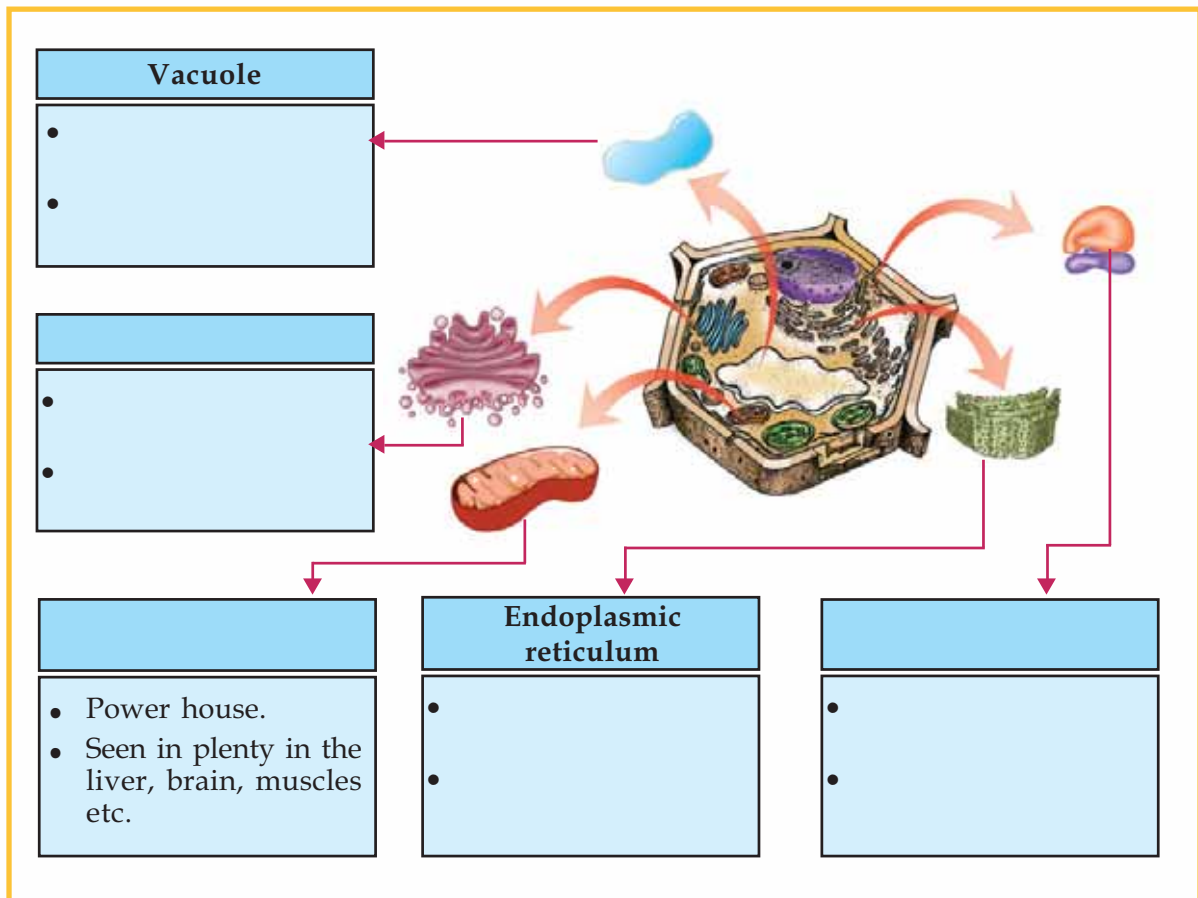 Vacuole
•
•
•
•
• Power house.
• Seen in plenty in the
liver, brain, muscles
etc.
Endoplasmic
reticulum
•
•
•
•